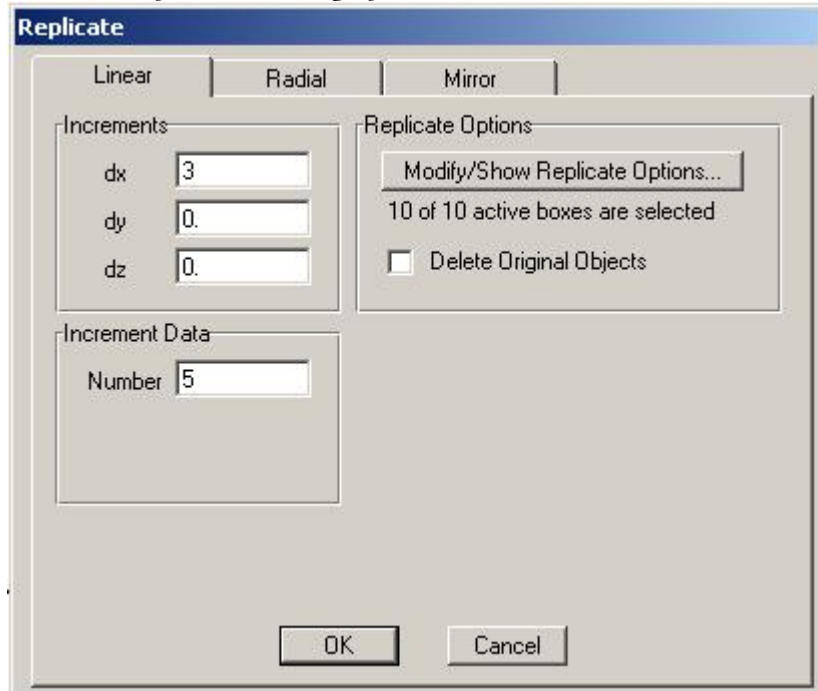 Replicate
Linear Radial Mirror
Increments
dx 3
dy 0.
dz 0.
Replicate Options
Modify/Show Replicate Options...
10 of 10 active boxes are selected
Delete Original Objects
Increment Data
Number 5
OK Cancel